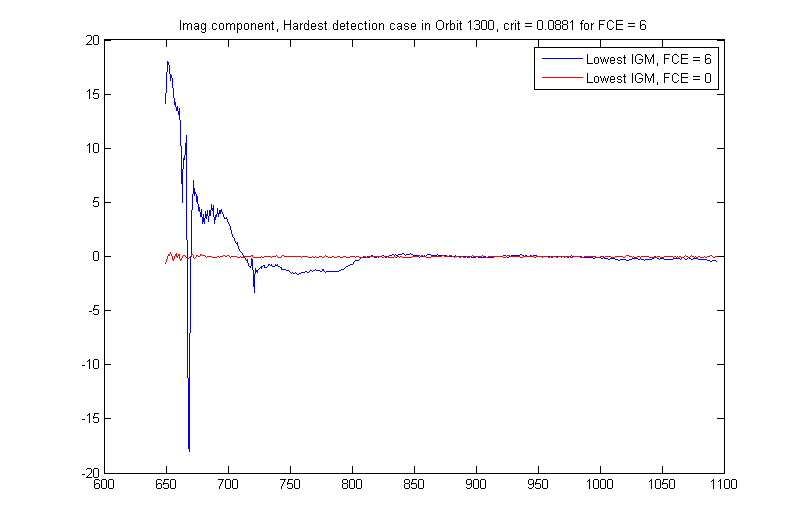 Imag component, Hardest detection case in Orbit 1300, crit = 0.0881 for FCE = 6
Lowest IGM, FCE = 6
Lowest IGM, FCE = 0
20
15
10
5
0
-5
-10
-15
-20
600 650 700 750 800 850 900 950 1000 1050 1100